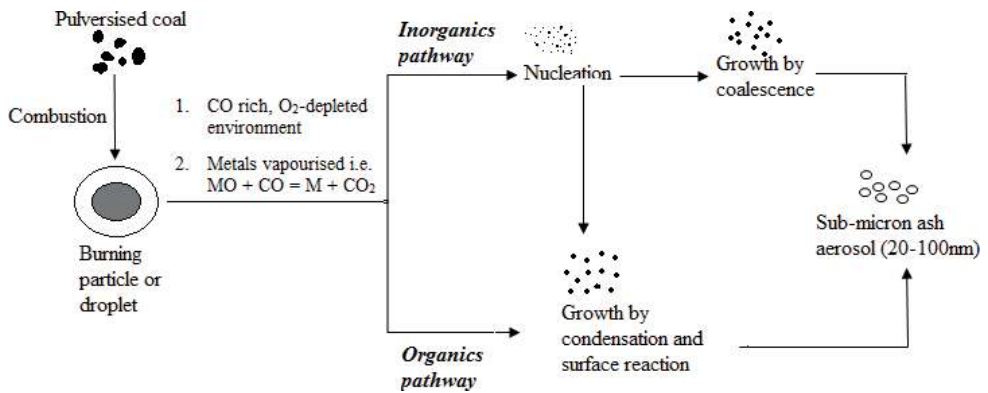 Pulversised coal
Combustion
Burning
particle or
droplet
1. CO rich, O₂-depleted
environment
2. Metals vapourised i.e.
MO + CO = M + CO₂
Inorganics
pathway
Nucleation
Growth by
coalescence
Sub-micron ash
aerosol (20-100nm)
Growth by
condensation and
surface reaction
Organics
pathway